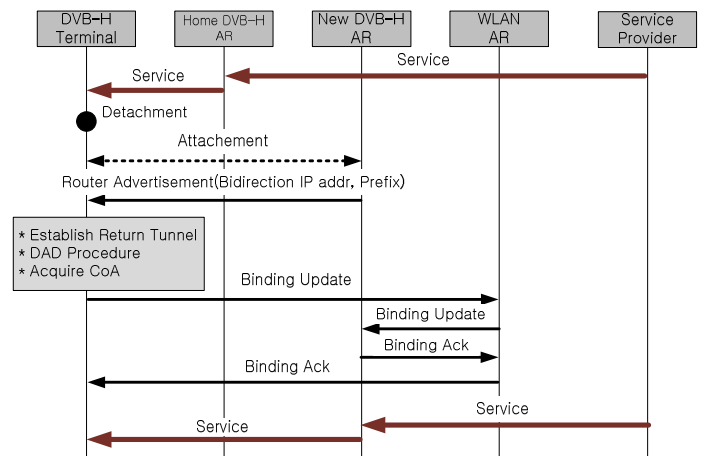 DVB-H
Terminal
Home DVB-H
AR
New DVB-H
AR
WLAN
AR
Service
Provider
Service
Service
Detachment
Attachement
Router Advertisement(Bidirection IP addr, Prefix)
* Establish Return Tunnel
* DAD Procedure
* Acquire CoA
Binding Update
Binding Update
Binding Ack
Binding Ack
Service
Service